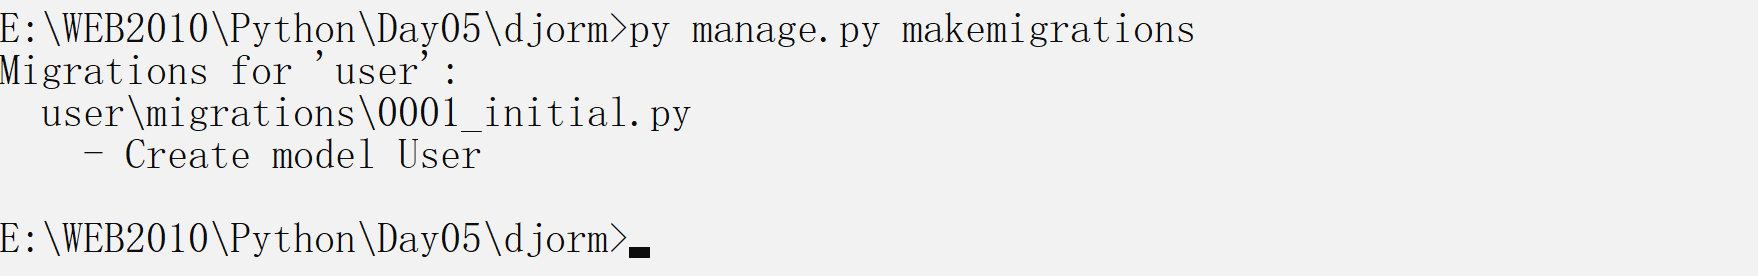 E:\WEB2010\Python\Day05\djorm>py manage.py makemigrations
Migrations for 'user':
  user\migrations\0001_initial.py
    - Create model User
E:\WEB2010\Python\Day05\djorm>